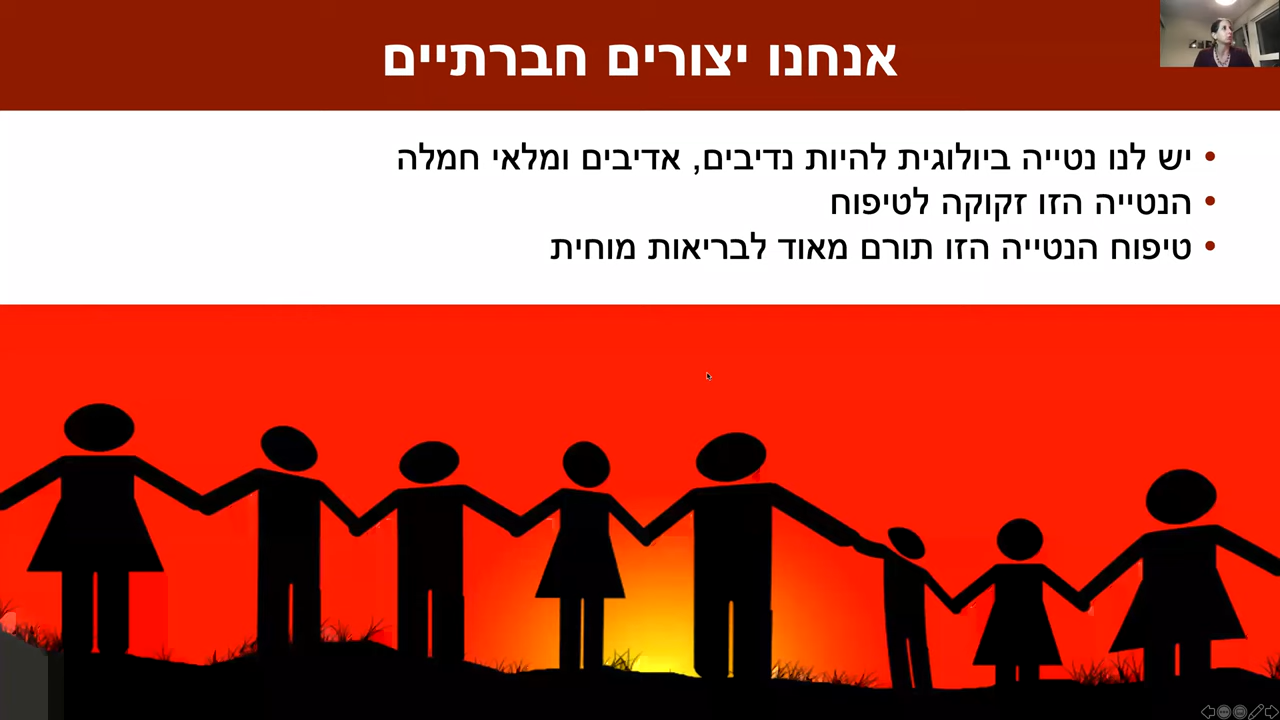 אנחנו יצורים חברתיים
• יש לנו נטייה ביולוגית להיות נדיבים, אדיבים ומלאי חמלה
• הנטייה הזו זקוקה לטיפוח
• טיפוח הנטייה הזו תורם מאוד לבריאות מוחית